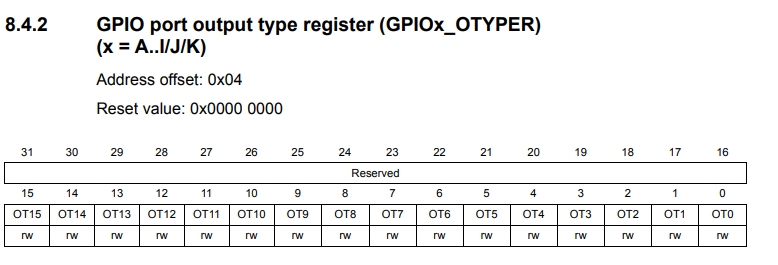 8.4.2 GPIO port output type register (GPIOx_OTYPER)
(x = A..I/J/K)
Address offset: 0x04
Reset value: 0x0000 0000
31 30 29 28 27 26 25 24 23 22 21 20 19 18 17 16
Reserved
15 14 13 12 11 10 9 8 7 6 5 4 3 2 1 0
OT15 OT14 OT13 OT12 OT11 OT10 OT9 OT8 OT7 OT6 OT5 OT4 OT3 OT2 OT1 OT0
rw rw rw rw rw rw rw rw rw rw rw rw rw rw rw rw